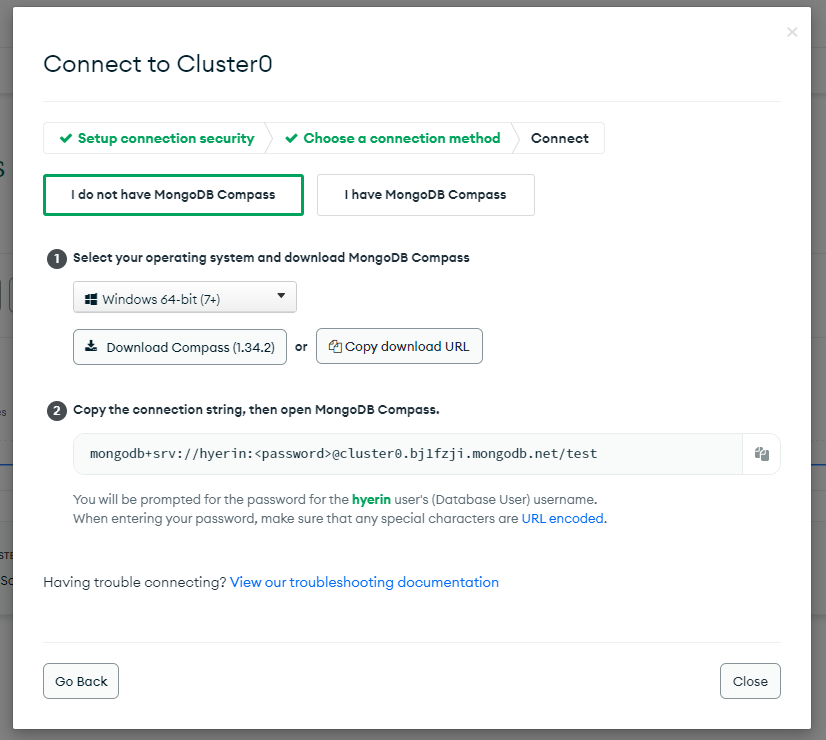 ×
Connect to Cluster0
Setup connection security
Choose a connection method
Connect
I do not have MongoDB Compass
I have MongoDB Compass
1 Select your operating system and download MongoDB Compass
Windows 64-bit (7+)
Download Compass (1.34.2) or Copy download URL
2 Copy the connection string, then open MongoDB Compass.
mongodb+srv://hyerin:<password>@cluster0.bj1fzji.mongodb.net/test
You will be prompted for the password for the hyerin user's (Database User) username.
When entering your password, make sure that any special characters are URL encoded.
Having trouble connecting? View our troubleshooting documentation
Go Back
Close